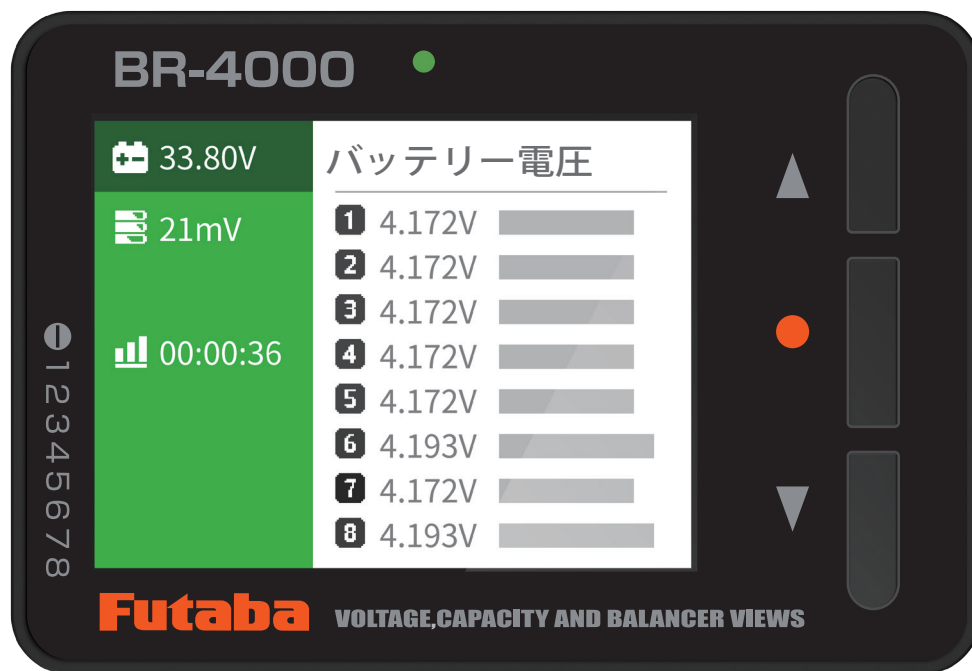 BR-4000
33.80V
21mV
00:00:36
バッテリー電圧
1 4.172V
2 4.172V
3 4.172V
4 4.172V
5 4.172V
6 4.193V
7 4.172V
8 4.193V
12345678
Futaba
VOLTAGE,CAPACITY AND BALANCER VIEWS